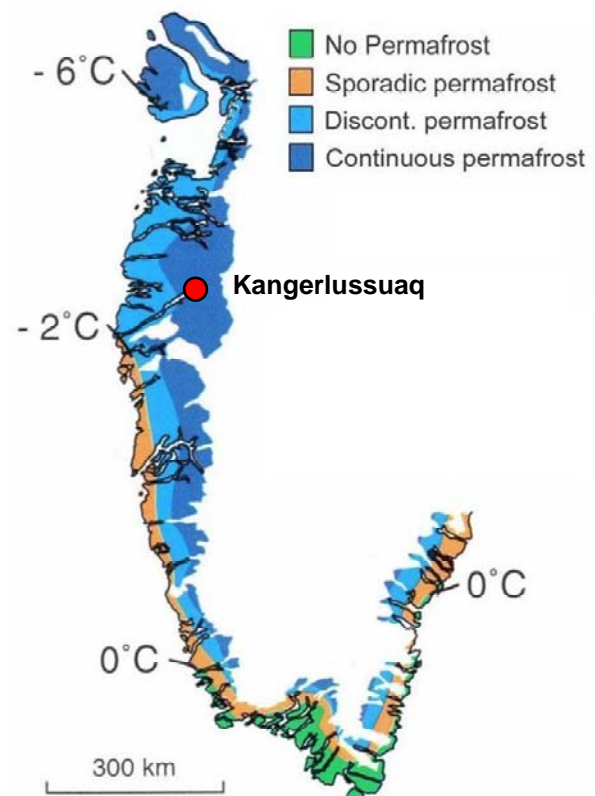 - 6°C
No Permafrost
Sporadic permafrost
Discont. permafrost
Continuous permafrost
Kangerlussuaq
- 2°C
0°C
0°C
300 km